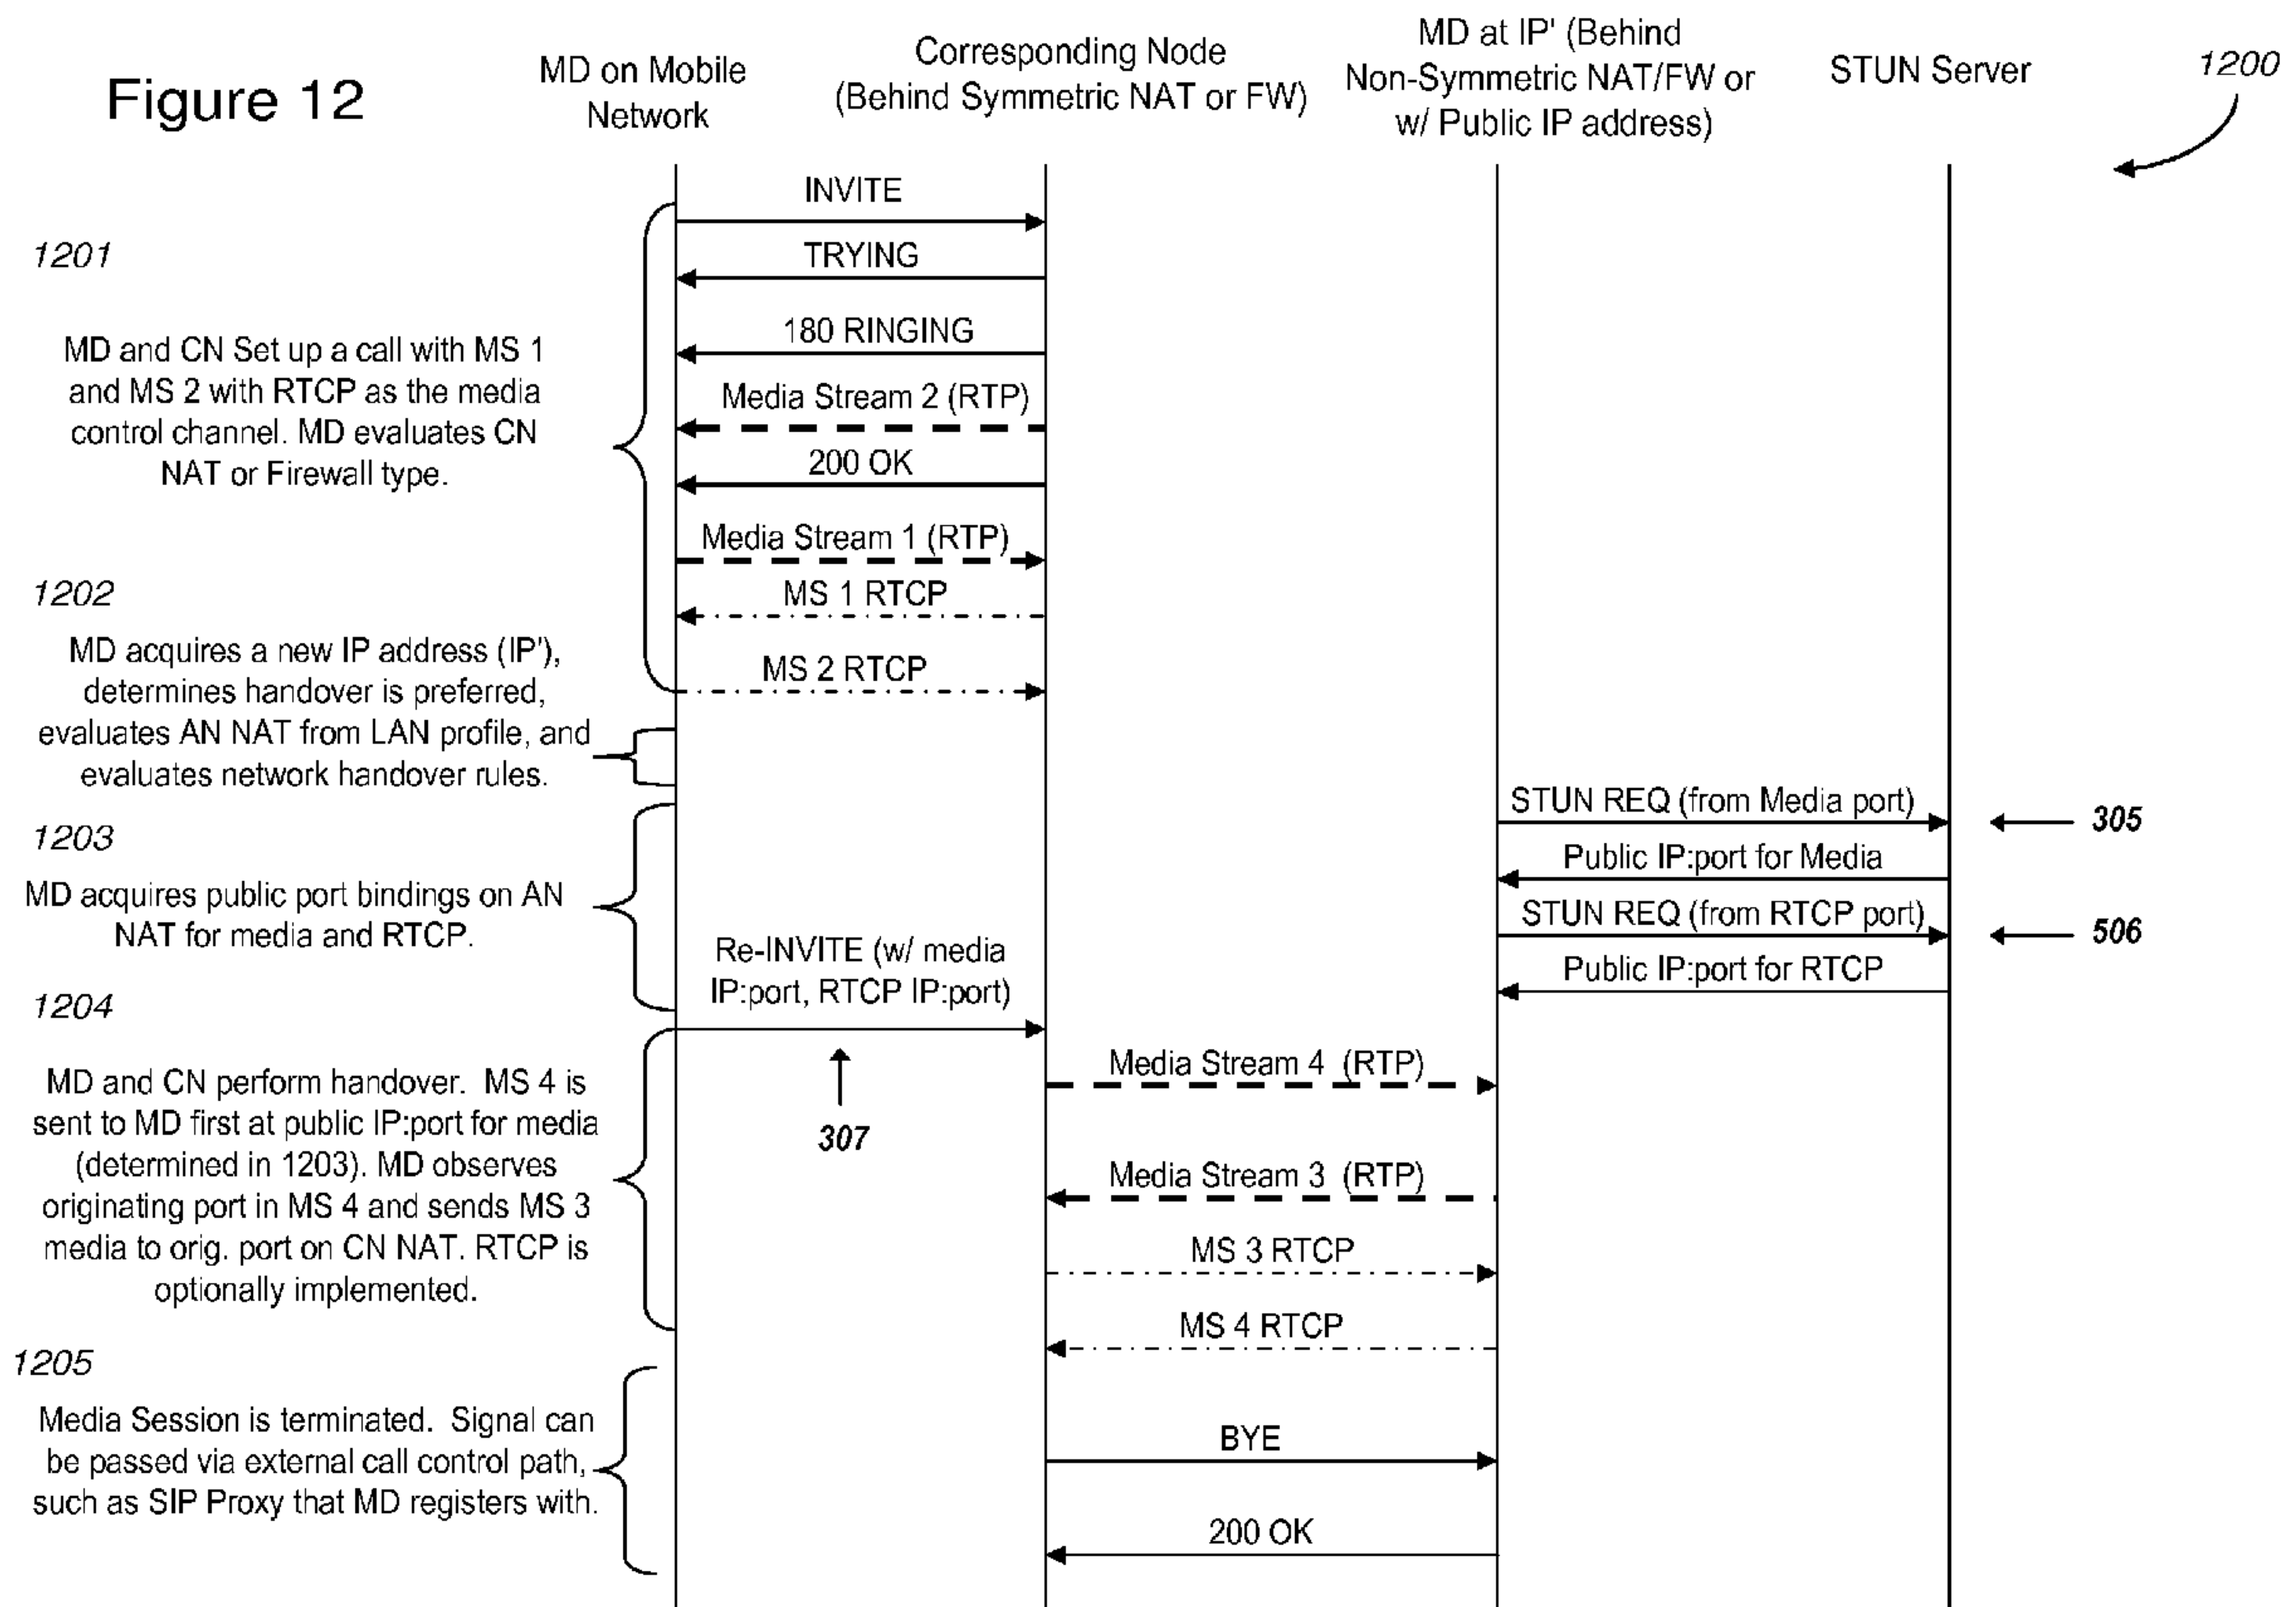 Figure 12
MD on Mobile
Network
Corresponding Node
(Behind Symmetric NAT or FW)
MD at IP' (Behind
Non-Symmetric NAT/FW or
w/ Public IP address)
STUN Server
1200
INVITE
1201
TRYING
180 RINGING
MD and CN Set up a call with MS 1
and MS 2 with RTCP as the media
control channel. MD evaluates CN
NAT or Firewall type.
Media Stream 2 (RTP)
200 OK
Media Stream 1 (RTP)
1202
MS 1 RTCP
MD acquires a new IP address (IP'),
determines handover is preferred,
evaluates AN NAT from LAN profile, and
evaluates network handover rules.
MS 2 RTCP
STUN REQ (from Media port)
305
1203
Public IP:port for Media
MD acquires public port bindings on AN
NAT for media and RTCP.
STUN REQ (from RTCP port)
506
Re-INVITE (w/ media
IP:port, RTCP IP:port)
Public IP:port for RTCP
1204
307
MD and CN perform handover. MS 4 is
sent to MD first at public IP:port for media
(determined in 1203). MD observes
originating port in MS 4 and sends MS 3
media to orig. port on CN NAT. RTCP is
optionally implemented.
Media Stream 4 (RTP)
Media Stream 3 (RTP)
MS 3 RTCP
MS 4 RTCP
1205
Media Session is terminated. Signal can
be passed via external call control path,
such as SIP Proxy that MD registers with.
BYE
200 OK